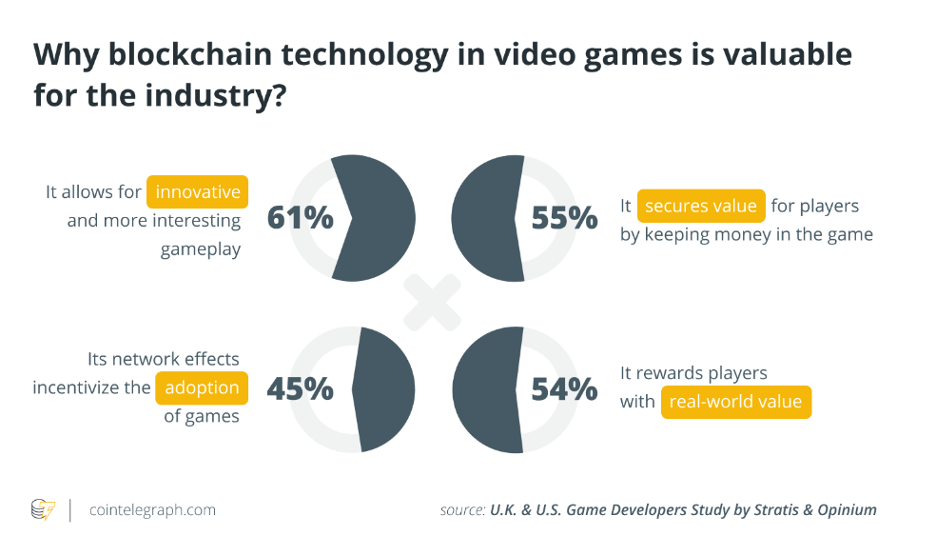 Why blockchain technology in video games is valuable
for the industry?
It allows for innovative
and more interesting
gameplay
61%
55%
It secures value for players
by keeping money in the game
Its network effects
incentivize the adoption
of games
45%
54%
It rewards players
with real-world value
cointelegraph.com
source: U.K. & U.S. Game Developers Study by Stratis & Opinium